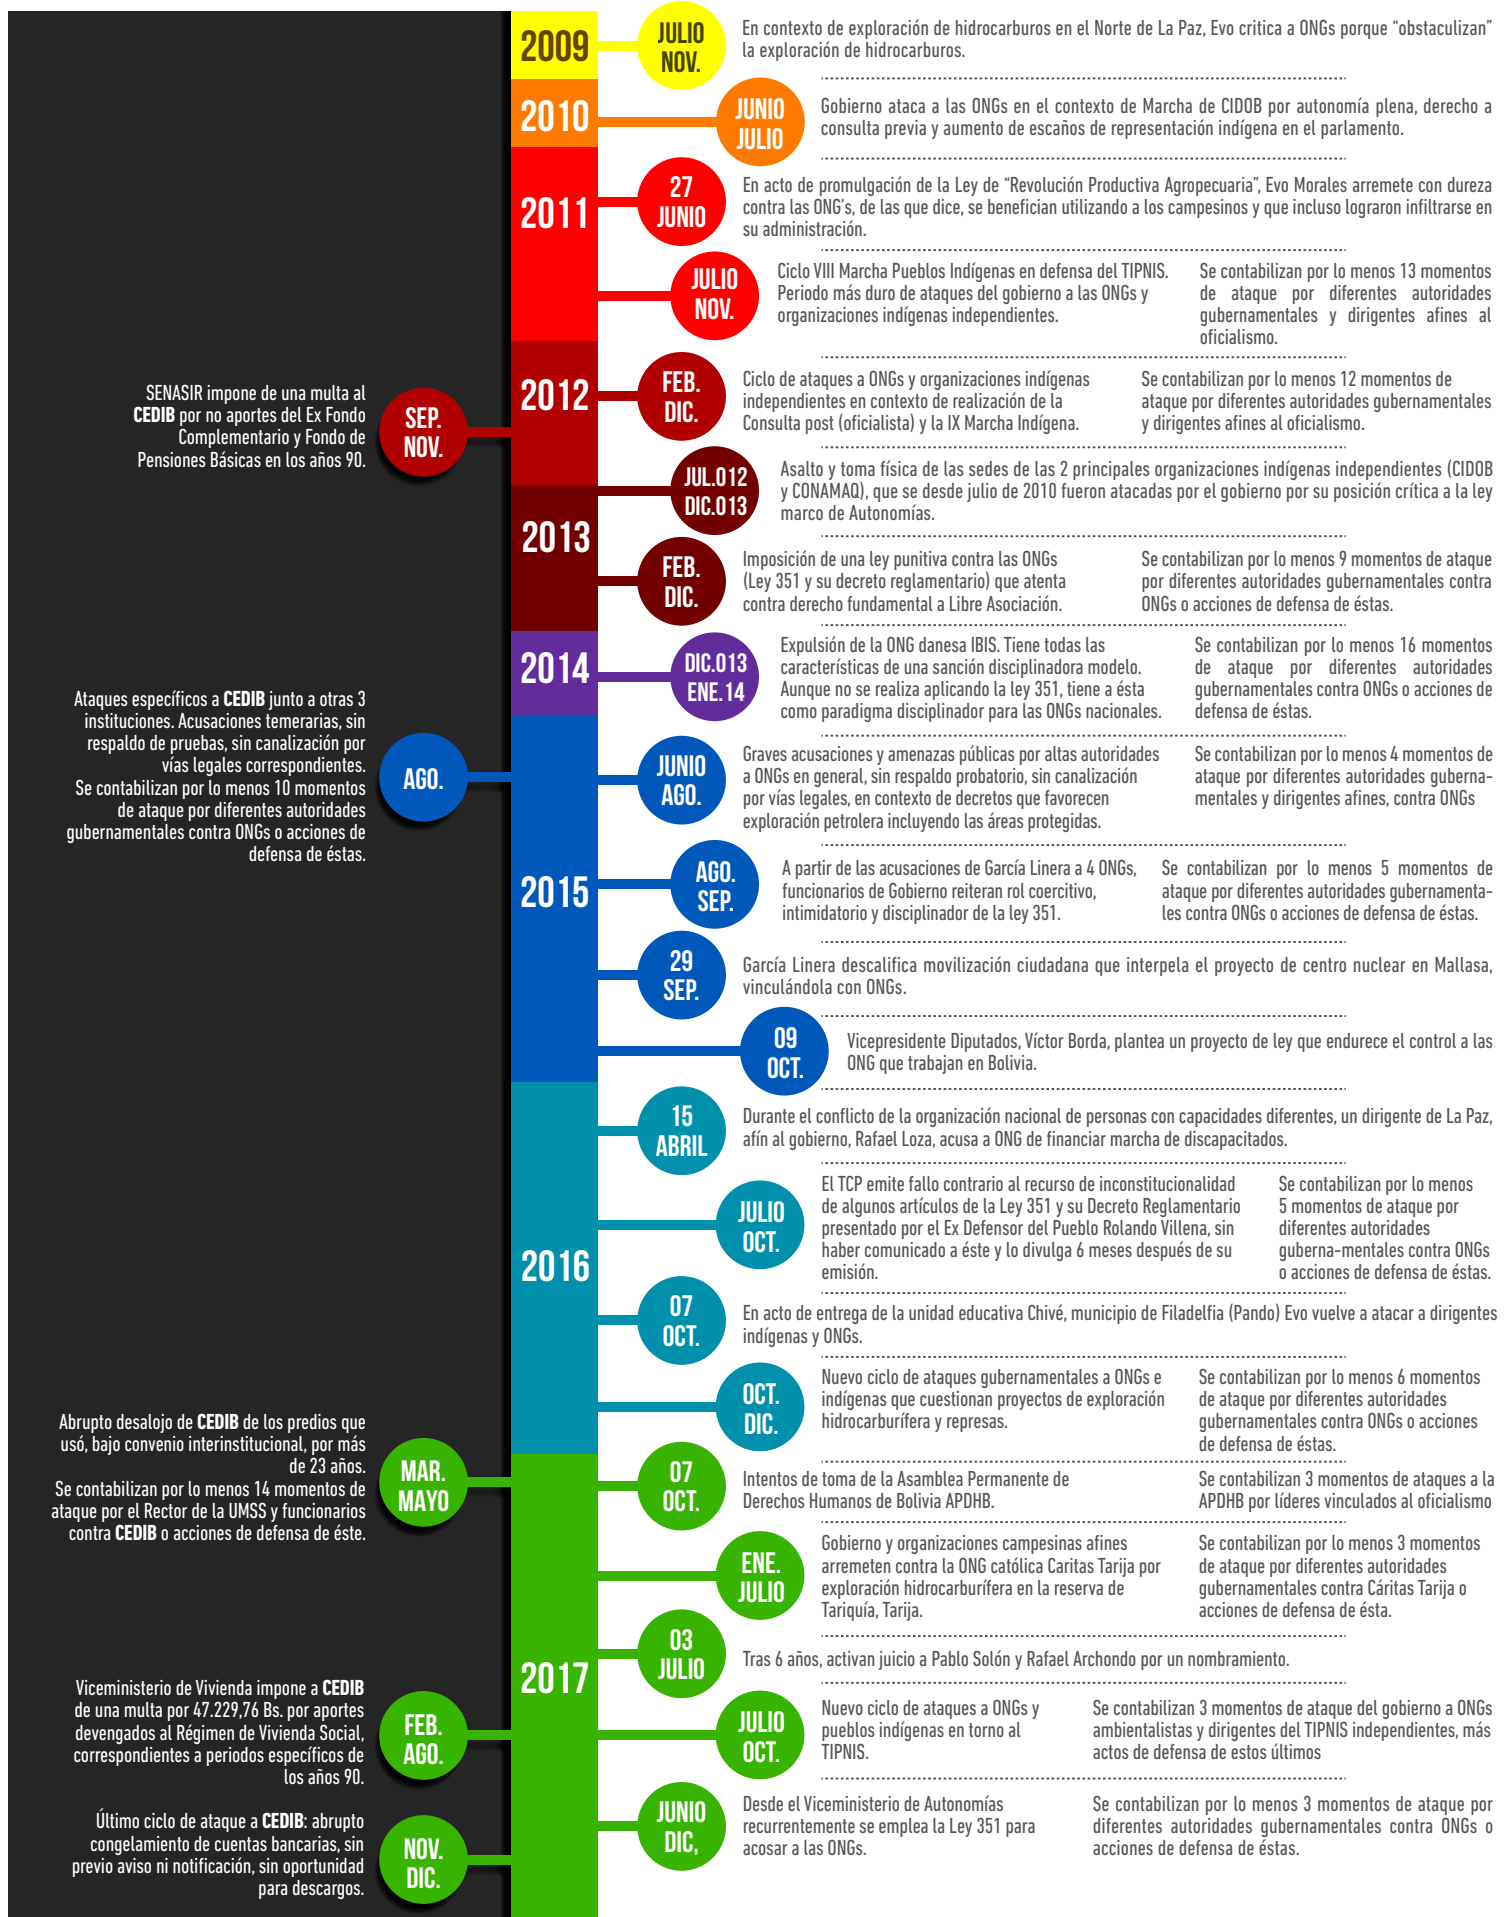 2009
JULIO
NOV.
En contexto de exploración de hidrocarburos en el Norte de La Paz, Evo critica a ONGs porque “obstaculizan”
la exploración de hidrocarburos.
2010
JUNIO
JULIO
Gobierno ataca a las ONGs en el contexto de Marcha de CIDOB por autonomía plena, derecho a
consulta previa y aumento de escaños de representación indígena en el parlamento.
2011
27
JUNIO
En acto de promulgación de la Ley de “Revolución Productiva Agropecuaria”, Evo Morales arremete con dureza
contra las ONG’s, de las que dice, se benefician utilizando a los campesinos y que incluso lograron infiltrarse en
su administración.
JULIO
NOV.
Ciclo VIII Marcha Pueblos Indígenas en defensa del TIPNIS.
Periodo más duro de ataques del gobierno a las ONGs y
organizaciones indígenas independientes.
Se contabilizan por lo menos 13 momentos
de ataque por diferentes autoridades
gubernamentales y dirigentes afines al
oficialismo.
SENASIR impone de una multa al
CEDIB por no aportes del Ex Fondo
Complementario y Fondo de
Pensiones Básicas en los años 90.
SEP.
NOV.
2012
FEB.
DIC.
Ciclo de ataques a ONGs y organizaciones indígenas
independientes en contexto de realización de la
Consulta post (oficialista) y la IX Marcha Indígena.
Se contabilizan por lo menos 12 momentos de
ataque por diferentes autoridades gubernamentales
y dirigentes afines al oficialismo.
JUL.012
DIC.013
Asalto y toma física de las sedes de las 2 principales organizaciones indígenas independientes (CIDOB
y CONAMAQ), que se desde julio de 2010 fueron atacadas por el gobierno por su posición crítica a la ley
marco de Autonomías.
2013
FEB.
DIC.
Imposición de una ley punitiva contra las ONGs
(Ley 351 y su decreto reglamentario) que atenta
contra derecho fundamental a Libre Asociación.
Se contabilizan por lo menos 9 momentos de ataque
por diferentes autoridades gubernamentales contra
ONGs o acciones de defensa de éstas.
2014
DIC.013
ENE.14
Expulsión de la ONG danesa IBIS. Tiene todas las
características de una sanción disciplinadora modelo.
Aunque no se realiza aplicando la ley 351, tiene a ésta
como paradigma disciplinador para las ONGs nacionales.
Se contabilizan por lo menos 16 momentos
de ataque por diferentes autoridades
gubernamentales contra ONGs o acciones de
defensa de éstas.
Ataques específicos a CEDIB junto a otras 3
instituciones. Acusaciones temerarias, sin
respaldo de pruebas, sin canalización por
vías legales correspondientes.
Se contabilizan por lo menos 10 momentos
de ataque por diferentes autoridades
gubernamentales contra ONGs o acciones de
defensa de éstas.
AGO.
JUNIO
AGO.
Graves acusaciones y amenazas públicas por altas autoridades
a ONGs en general, sin respaldo probatorio, sin canalización
por vías legales, en contexto de decretos que favorecen
exploración petrolera incluyendo las áreas protegidas.
Se contabilizan por lo menos 4 momentos de
ataque por diferentes autoridades guberna-
mentales y dirigentes afines, contra ONGs
2015
AGO.
SEP.
A partir de las acusaciones de García Linera a 4 ONGs,
funcionarios de Gobierno reiteran rol coercitivo,
intimidatorio y disciplinador de la ley 351.
Se contabilizan por lo menos 5 momentos de
ataque por diferentes autoridades gubernamenta-
les contra ONGs o acciones de defensa de éstas.
29
SEP.
García Linera descalifica movilización ciudadana que interpela el proyecto de centro nuclear en Mallasa,
vinculándola con ONGs.
09
OCT.
Vicepresidente Diputados, Víctor Borda, plantea un proyecto de ley que endurece el control a las
ONG que trabajan en Bolivia.
15
ABRIL
Durante el conflicto de la organización nacional de personas con capacidades diferentes, un dirigente de La Paz,
afín al gobierno, Rafael Loza, acusa a ONG de financiar marcha de discapacitados.
2016
JULIO
OCT.
El TCP emite fallo contrario al recurso de inconstitucionalidad
de algunos artículos de la Ley 351 y su Decreto Reglamentario
presentado por el Ex Defensor del Pueblo Rolando Villena, sin
haber comunicado a éste y lo divulga 6 meses después de su
emisión.
Se contabilizan por lo menos
5 momentos de ataque por
diferentes autoridades
guberna-mentales contra ONGs
o acciones de defensa de éstas.
07
OCT.
En acto de entrega de la unidad educativa Chivé, municipio de Filadelfia (Pando) Evo vuelve a atacar a dirigentes
indígenas y ONGs.
OCT.
DIC.
Nuevo ciclo de ataques gubernamentales a ONGs e
indígenas que cuestionan proyectos de exploración
hidrocarburífera y represas.
Se contabilizan por lo menos 6 momentos
de ataque por diferentes autoridades
gubernamentales contra ONGs o acciones
de defensa de éstas.
Abrupto desalojo de CEDIB de los predios que
usó, bajo convenio interinstitucional, por más
de 23 años.
Se contabilizan por lo menos 14 momentos de
ataque por el Rector de la UMSS y funcionarios
contra CEDIB o acciones de defensa de éste.
MAR.
MAYO
07
OCT.
Intentos de toma de la Asamblea Permanente de
Derechos Humanos de Bolivia APDHB.
Se contabilizan 3 momentos de ataques a la
APDHB por líderes vinculados al oficialismo
ENE.
JULIO
Gobierno y organizaciones campesinas afines
arremeten contra la ONG católica Caritas Tarija por
exploración hidrocarburífera en la reserva de
Tariquía, Tarija.
Se contabilizan por lo menos 3 momentos
de ataque por diferentes autoridades
gubernamentales contra Cáritas Tarija o
acciones de defensa de ésta.
2017
03
JULIO
Tras 6 años, activan juicio a Pablo Solón y Rafael Archondo por un nombramiento.
Viceministerio de Vivienda impone a CEDIB
de una multa por 47.229,76 Bs. por aportes
devengados al Régimen de Vivienda Social,
correspondientes a periodos específicos de
los años 90.
FEB.
AGO.
JULIO
OCT.
Nuevo ciclo de ataques a ONGs y
pueblos indígenas en torno al
TIPNIS.
Se contabilizan 3 momentos de ataque del gobierno a ONGs
ambientalistas y dirigentes del TIPNIS independientes, más
actos de defensa de estos últimos
Último ciclo de ataque a CEDIB: abrupto
congelamiento de cuentas bancarias, sin
previo aviso ni notificación, sin oportunidad
para descargos.
NOV.
DIC.
JUNIO
DIC,
Desde el Viceministerio de Autonomías
recurrentemente se emplea la Ley 351 para
acosar a las ONGs.
Se contabilizan por lo menos 3 momentos de ataque por
diferentes autoridades gubernamentales contra ONGs o
acciones de defensa de éstas.